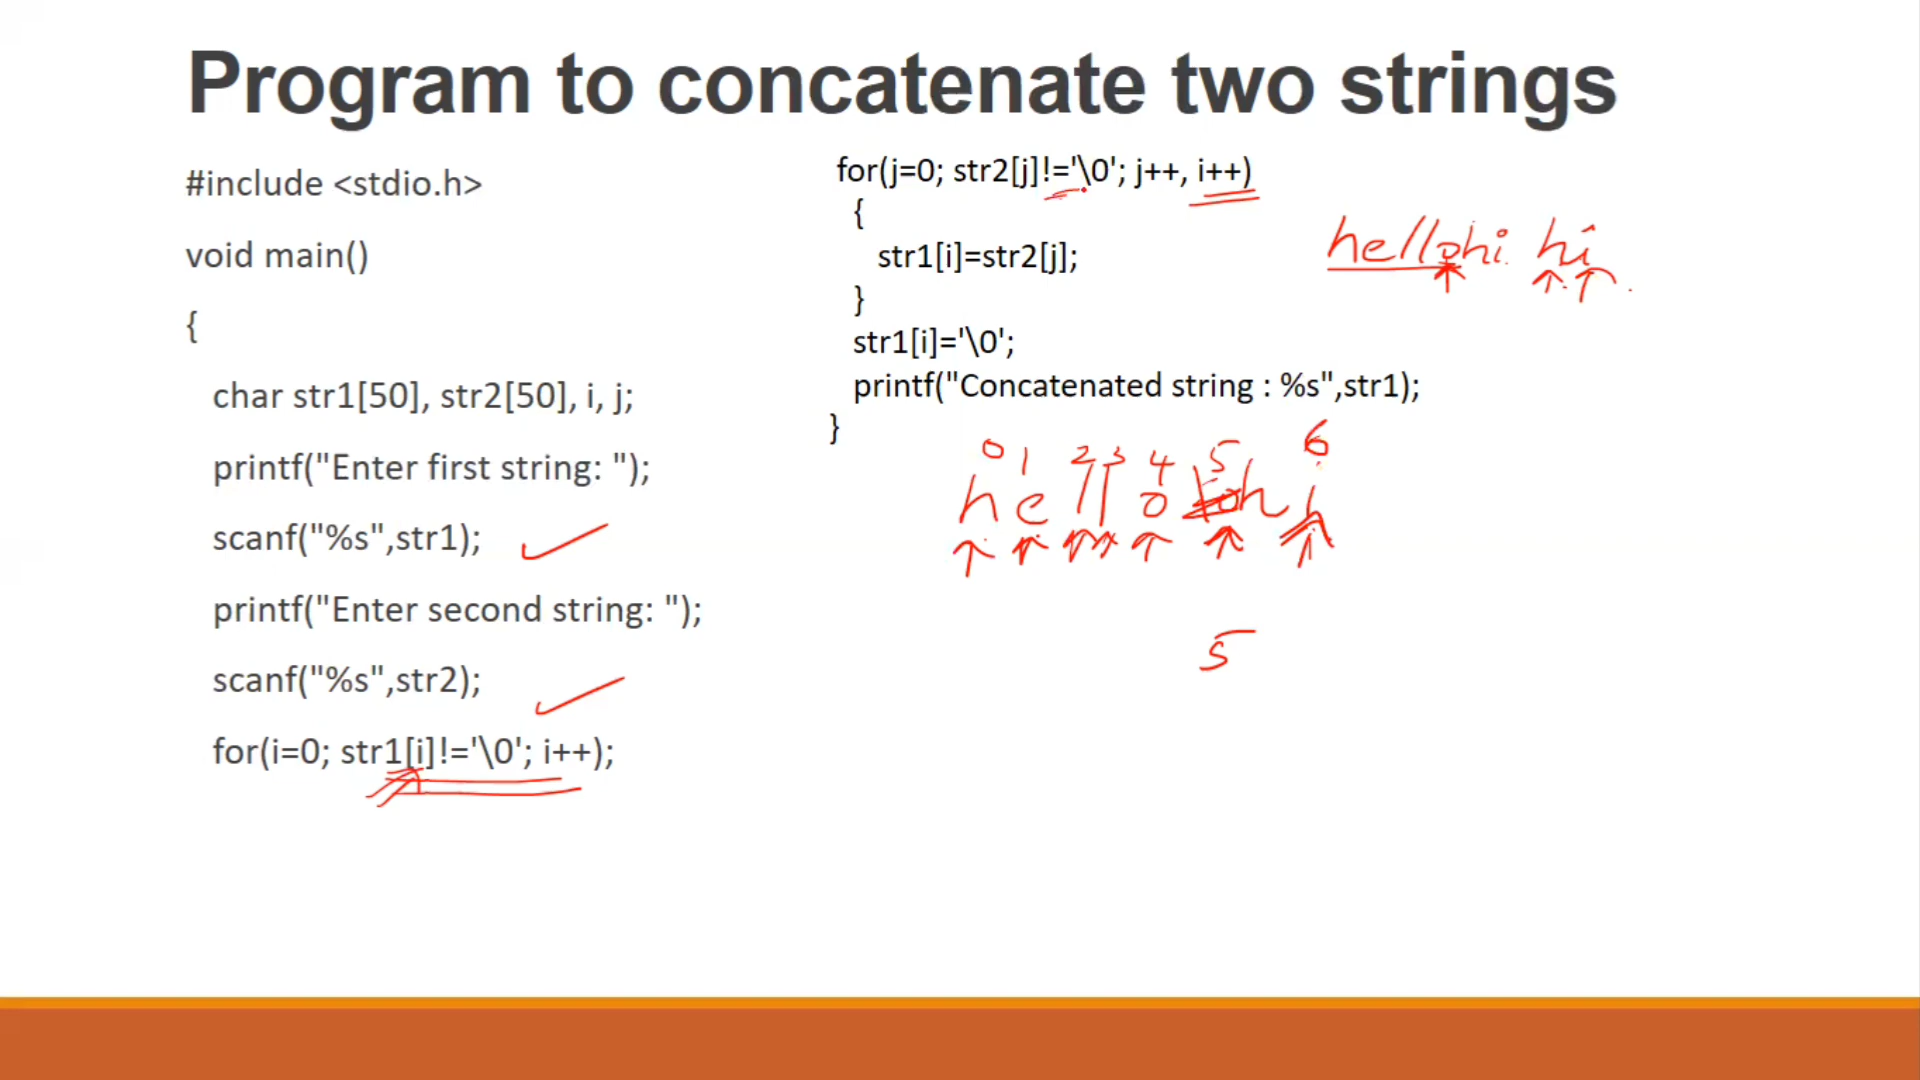 Program to concatenate two strings
#include <stdio.h>
void main()
{
char str1[50], str2[50], i, j;
printf("Enter first string: ");
scanf("%s",str1);
printf("Enter second string: ");
scanf("%s",str2);
for(i=0; str1[i]!='\0'; i++);
for(j=0; str2[j]!='\0'; j++, i++)
{
str1[i]=str2[j];
}
str1[i]='\0';
printf("Concatenated string : %s",str1);
}
hellohi hi
0 1 2 3 4 5 6
h e l l o h i
5